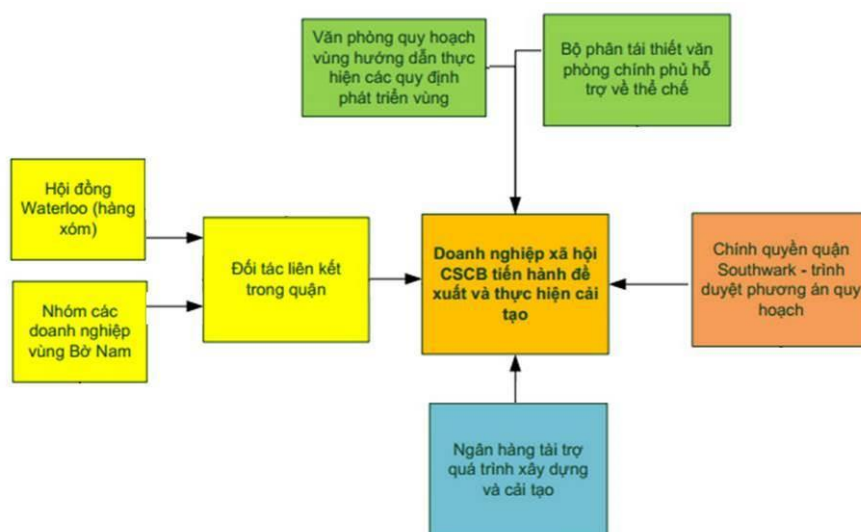 Văn phòng quy hoạch
vùng hướng dẫn thực
hiện các quy định
phát triển vùng
Bộ phân tái thiết văn
phòng chính phủ hỗ
trợ về thể chế
Hội đồng
Waterloo (hàng
xóm)
Nhóm các
doanh nghiệp
vùng Bờ Nam
Đối tác liên kết
trong quận
Doanh nghiệp xã hội
CSCB tiến hành đề
xuất và thực hiện cải
tạo
Chính quyền quận
Southwark - trình
duyệt phương án quy
hoạch
Ngân hàng tài trợ
quá trình xây dựng
và cải tạo